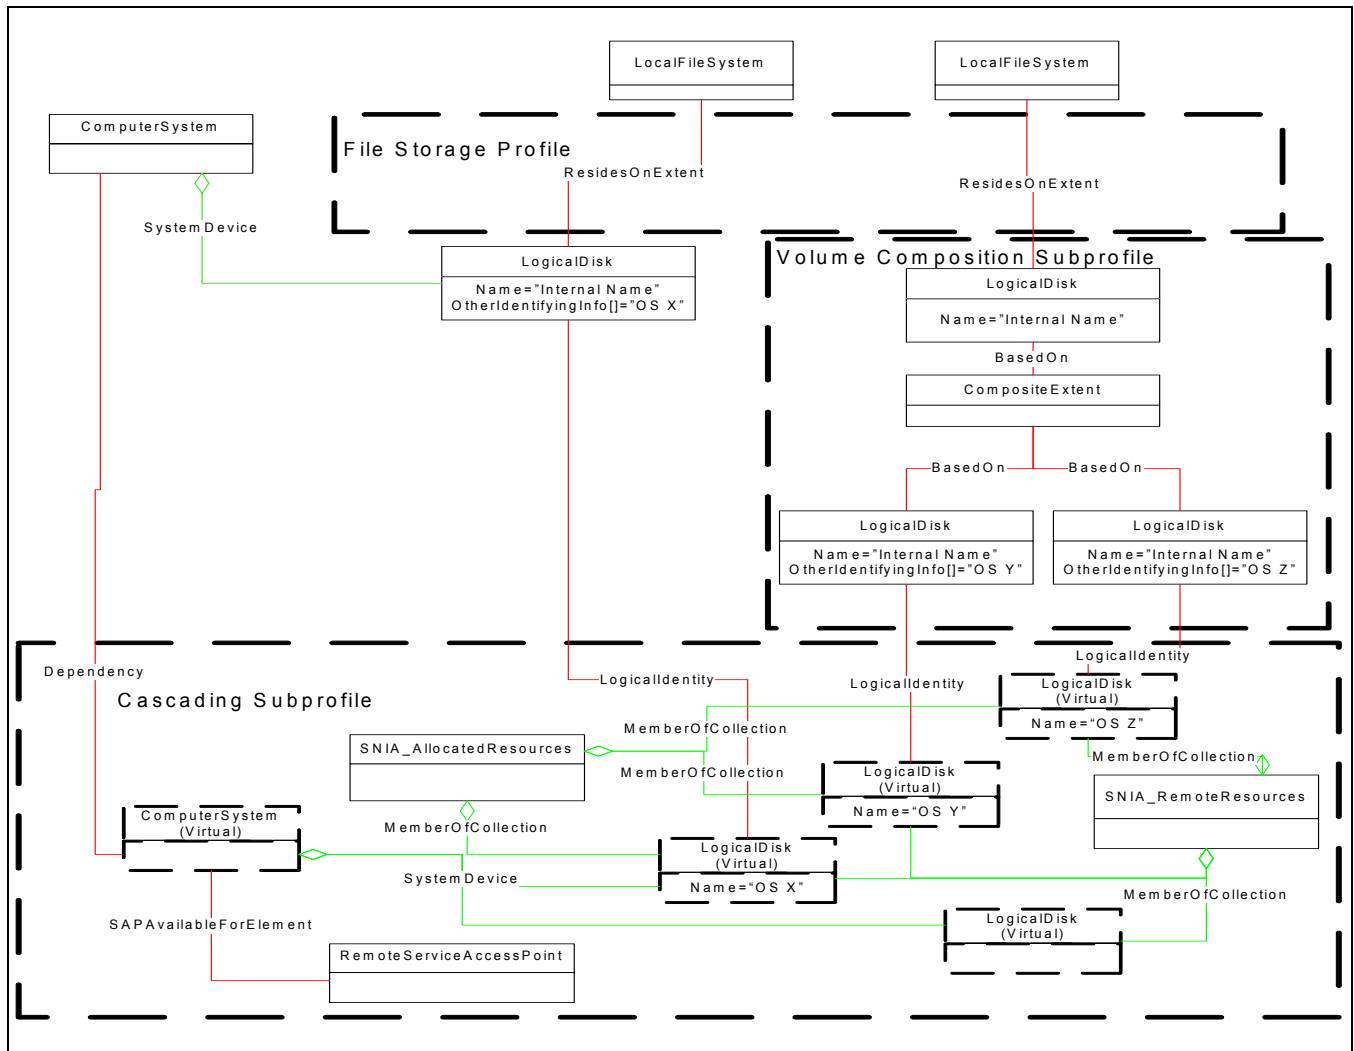 LocalFileSystem
LocalFileSystem
ComputerSystem
File Storage Profile
ResidesOnExtent
ResidesOnExtent
SystemDevice
Volume Composition Subprofile
LogicalDisk
Name="Internal Name"
OtherIdentifyingInfo[]="OS X"
LogicalDisk
Name="Internal Name"
BasedOn
CompositeExtent
BasedOn
BasedOn
LogicalDisk
Name="Internal Name"
OtherIdentifyingInfo[]="OS Y"
LogicalDisk
Name="Internal Name"
OtherIdentifyingInfo[]="OS Z"
Dependency
Cascading Subprofile
LogicalIdentity
LogicalIdentity
LogicalIdentity
LogicalDisk
(Virtual)
Name="OS Z"
MemberOfCollection
SNIA_AllocatedResources
MemberOfCollection
MemberOfCollection
LogicalDisk
(Virtual)
Name="OS Y"
SNIA_RemoteResources
ComputerSystem
(Virtual)
MemberOfCollection
LogicalDisk
(Virtual)
Name="OS X"
SystemDevice
MemberOfCollection
SAPAvailableForElement
LogicalDisk
(Virtual)
RemoteServiceAccessPoint